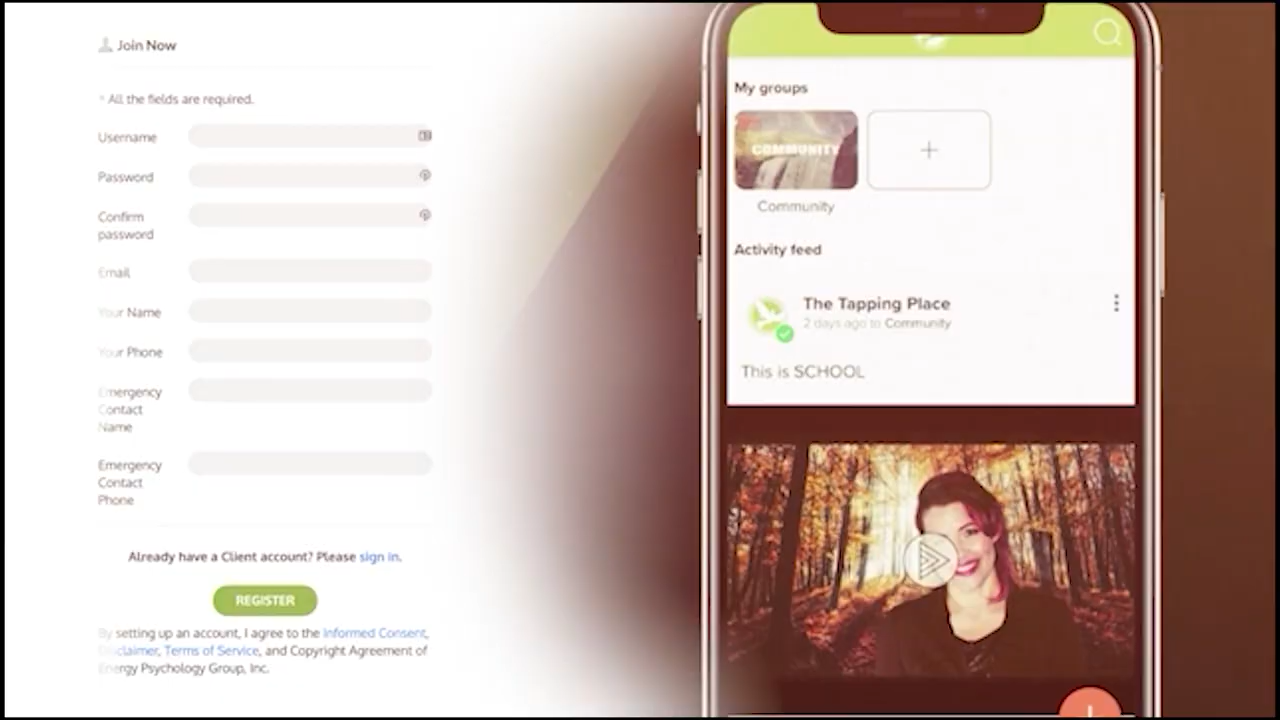 Join Now
* All the fields are required.
Username
Password
Confirm
password
Email
Your Name
Your Phone
Emergency
Contact
Name
Emergency
Contact
Phone
Already have a Client account? Please sign in.
REGISTER
By setting up an account, I agree to the Informed Consent,
Disclaimer, Terms of Service, and Copyright Agreement of
Energy Psychology Group, Inc.
My groups
COMMUNITY
+
Community
Activity feed
The Tapping Place
2 days ago to Community
This is SCHOOL